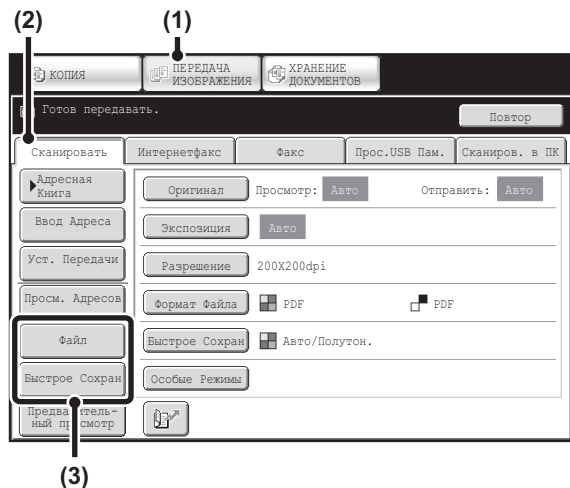 (2)
(1)
КОПИЯ
ПЕРЕДАЧА
ИЗОБРАЖЕНИЯ
ХРАНЕНИЕ
ДОКУМЕНТОВ
Готов передавать.
Повтор
Сканировать
Интернетфакс
Факс
Прос.USB Пам.
Сканиров. в ПК
Адресная
Книга
Оригинал
Просмотр:
Авто
Отправить:
Авто
Ввод Адреса
Экспозиция
Авто
Уст. Передачи
Разрешение
200X200dpi
Просм. Адресов
Формат Файла
PDF
PDF
Файл
Быстрое Сохран
Авто/Полутон.
Быстрое Сохран
Особые Режимы
Предваритель-
ный просмотр
(3)